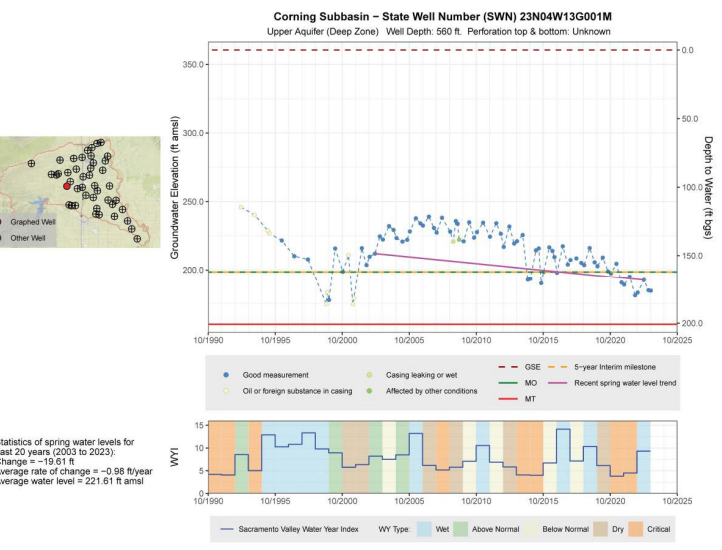 Corning Subbasin − State Well Number (SWN) 23N04W13G001M
Upper Aquifer (Deep Zone)   Well Depth: 560 ft.  Perforation top & bottom: Unknown
Groundwater Elevation (ft amsl)
350.0
300.0
250.0
200.0
0.0
50.0
100.0
150.0
200.0
Depth to Water (ft bgs)
10/1990 10/1995 10/2000 10/2005 10/2010 10/2015 10/2020 10/2025
Graphed Well
Other Well
Good measurement
Oil or foreign substance in casing
Casing leaking or wet
Affected by other conditions
GSE
MO
MT
5−year Interim milestone
Recent spring water level trend
tatistics of spring water levels for
ast 20 years (2003 to 2023):
Change = −19.61 ft
Average rate of change = −0.98 ft/year
Average water level = 221.61 ft amsl
WYI
15
10
5
0
10/1990 10/1995 10/2000 10/2005 10/2010 10/2015 10/2020 10/2025
Sacramento Valley Water Year Index   WY Type: Wet Above Normal Below Normal Dry Critical